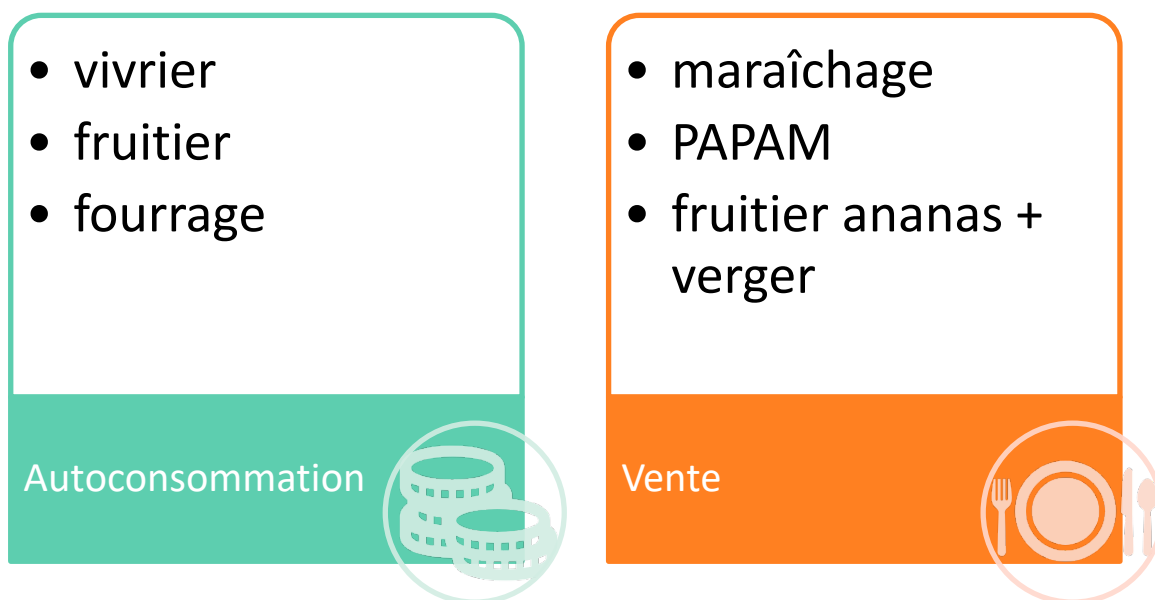 • vivrier
• fruitier
• fourrage
Autoconsommation
• maraîchage
• PAPAM
• fruitier ananas +
verger
Vente